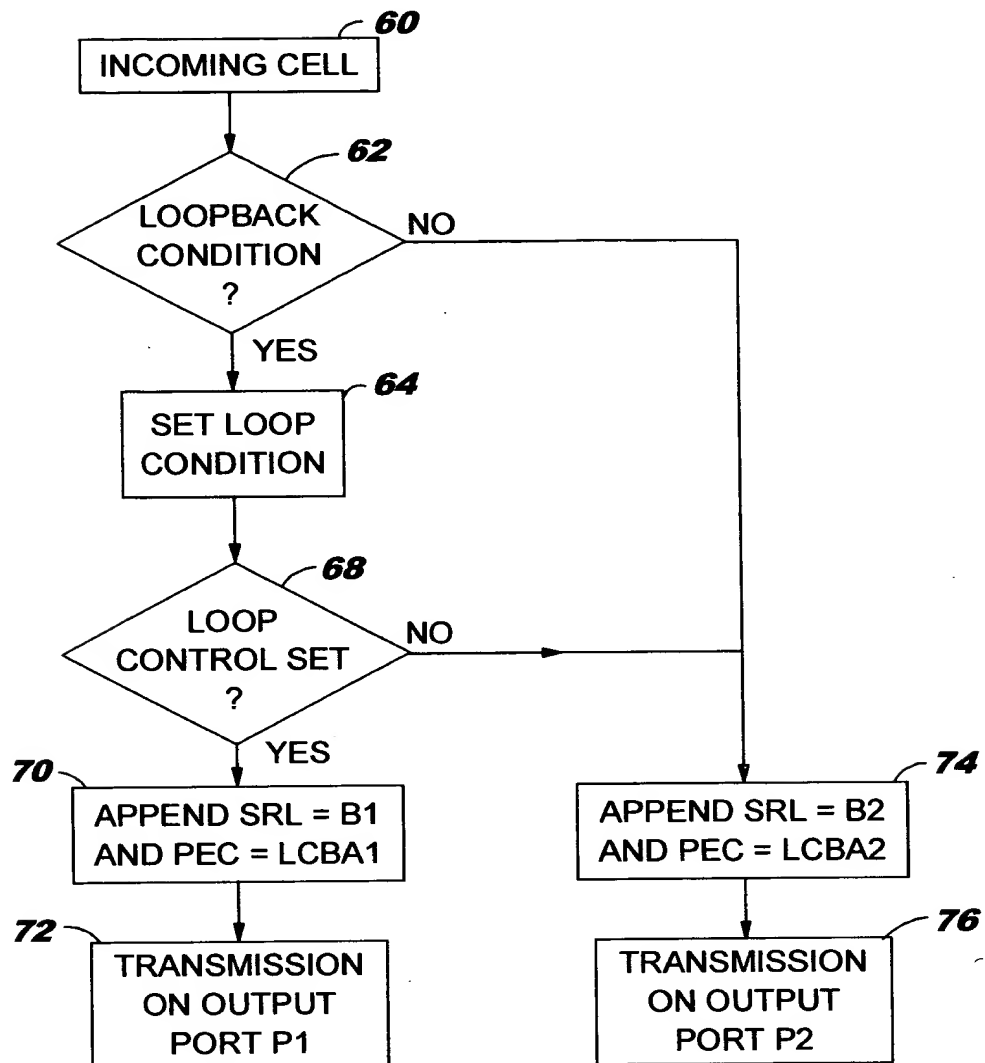 60
INCOMING CELL
62
LOOPBACK
CONDITION
?
NO
YES
64
SET LOOP
CONDITION
68
LOOP
CONTROL SET
?
NO
YES
70
APPEND SRL = B1
AND PEC = LCBA1
74
APPEND SRL = B2
AND PEC = LCBA2
72
TRANSMISSION
ON OUTPUT
PORT P1
76
TRANSMISSION
ON OUTPUT
PORT P2